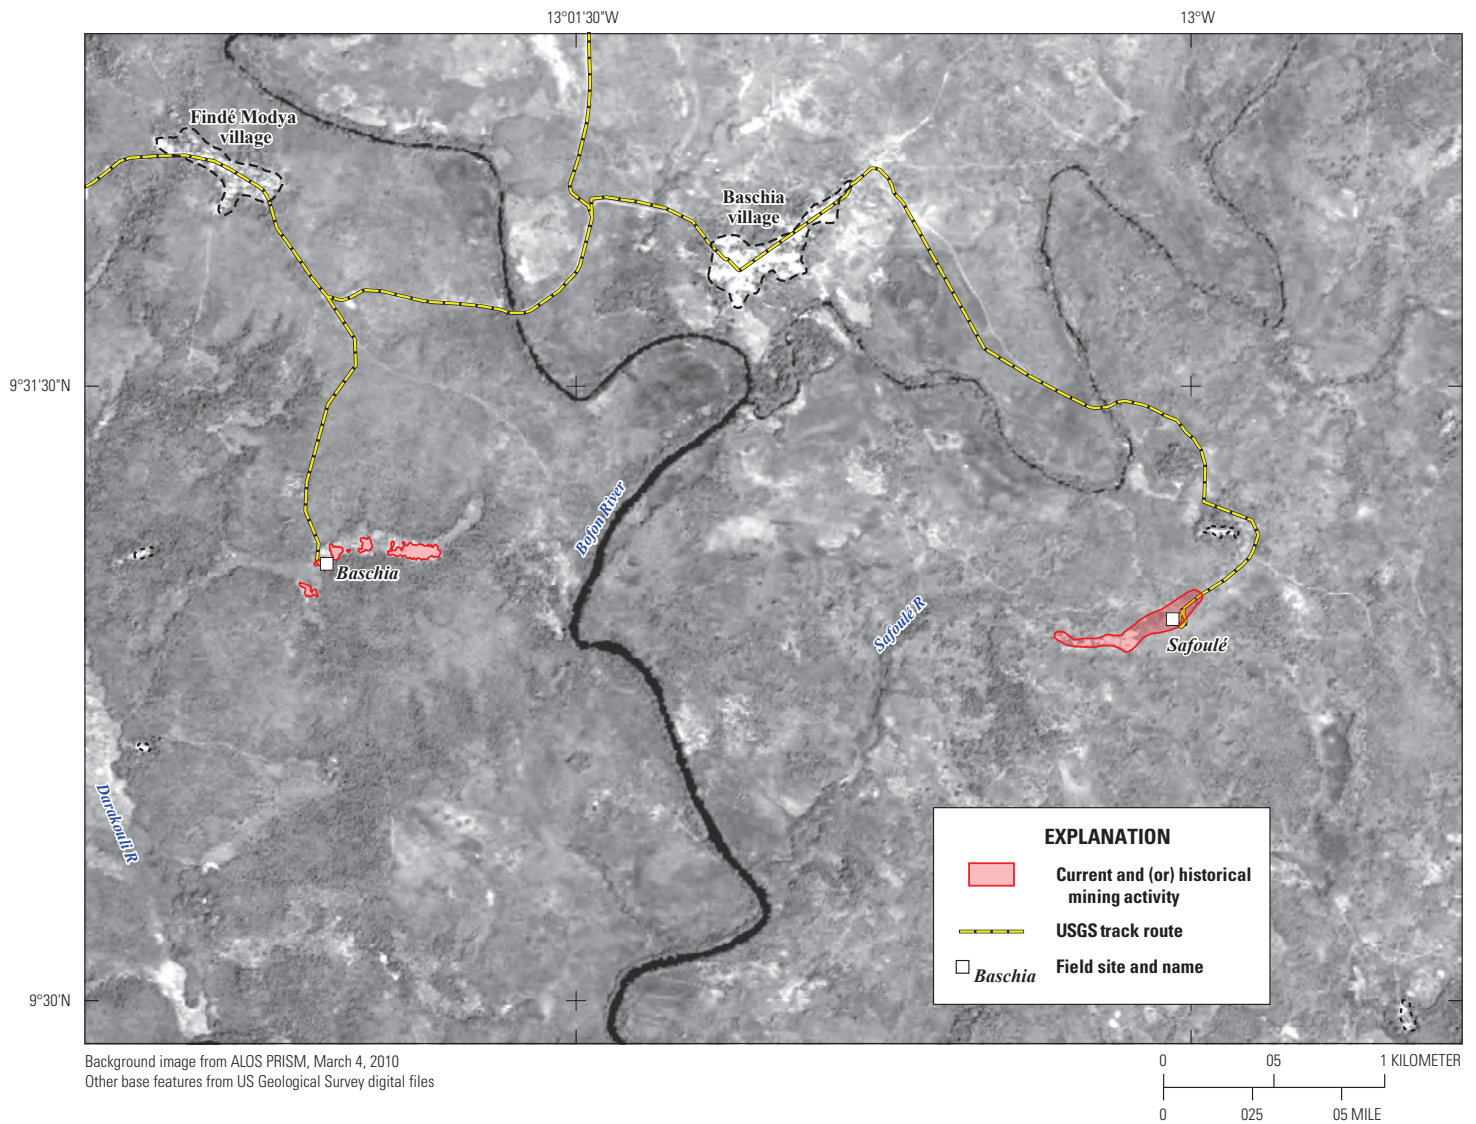 13°01'30"W
13°W
Findé Modya
village
Baschia
village
9°31'30"N
Bofon River
Baschia
Safoulé R
Safoulé
Darakouli R
EXPLANATION
Current and (or) historical
mining activity
USGS track route
Baschia
Field site and name
9°30'N
Background image from ALOS PRISM, March 4, 2010
Other base features from US Geological Survey digital files
0 05 1 KILOMETER
0 025 05 MILE